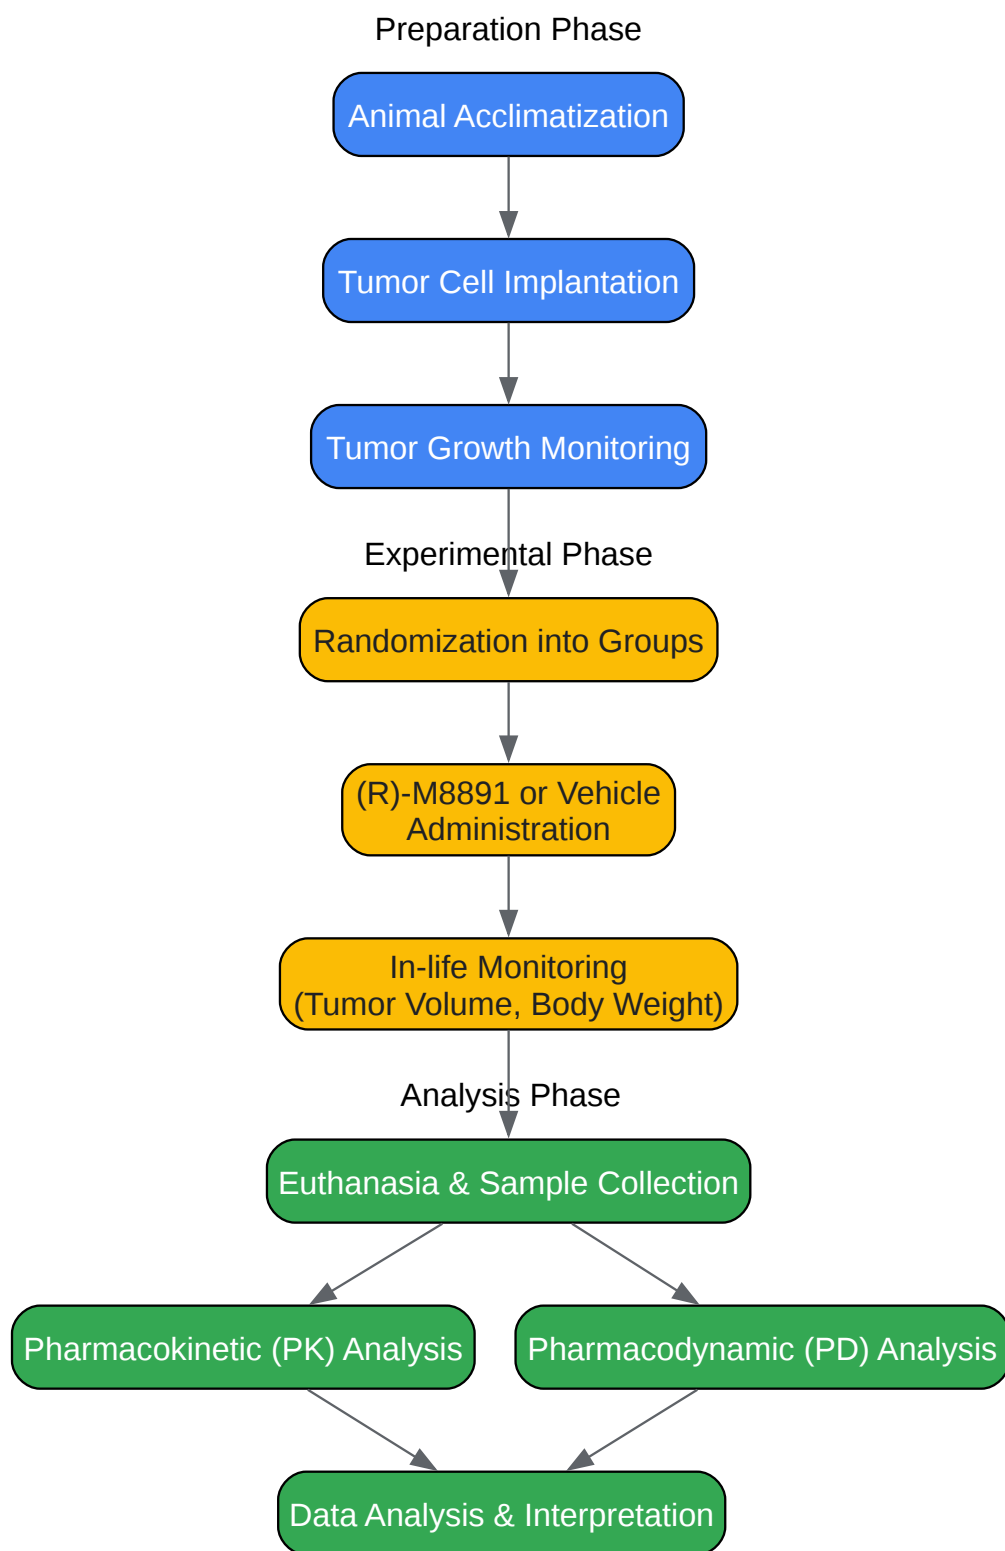 Preparation Phase
Animal Acclimatization
Tumor Cell Implantation
Tumor Growth Monitoring
Experimental Phase
Randomization into Groups
(R)-M8891 or Vehicle
Administration
In-life Monitoring
(Tumor Volume, Body Weight)
Analysis Phase
Euthanasia & Sample Collection
Pharmacokinetic (PK) Analysis
Pharmacodynamic (PD) Analysis
Data Analysis & Interpretation